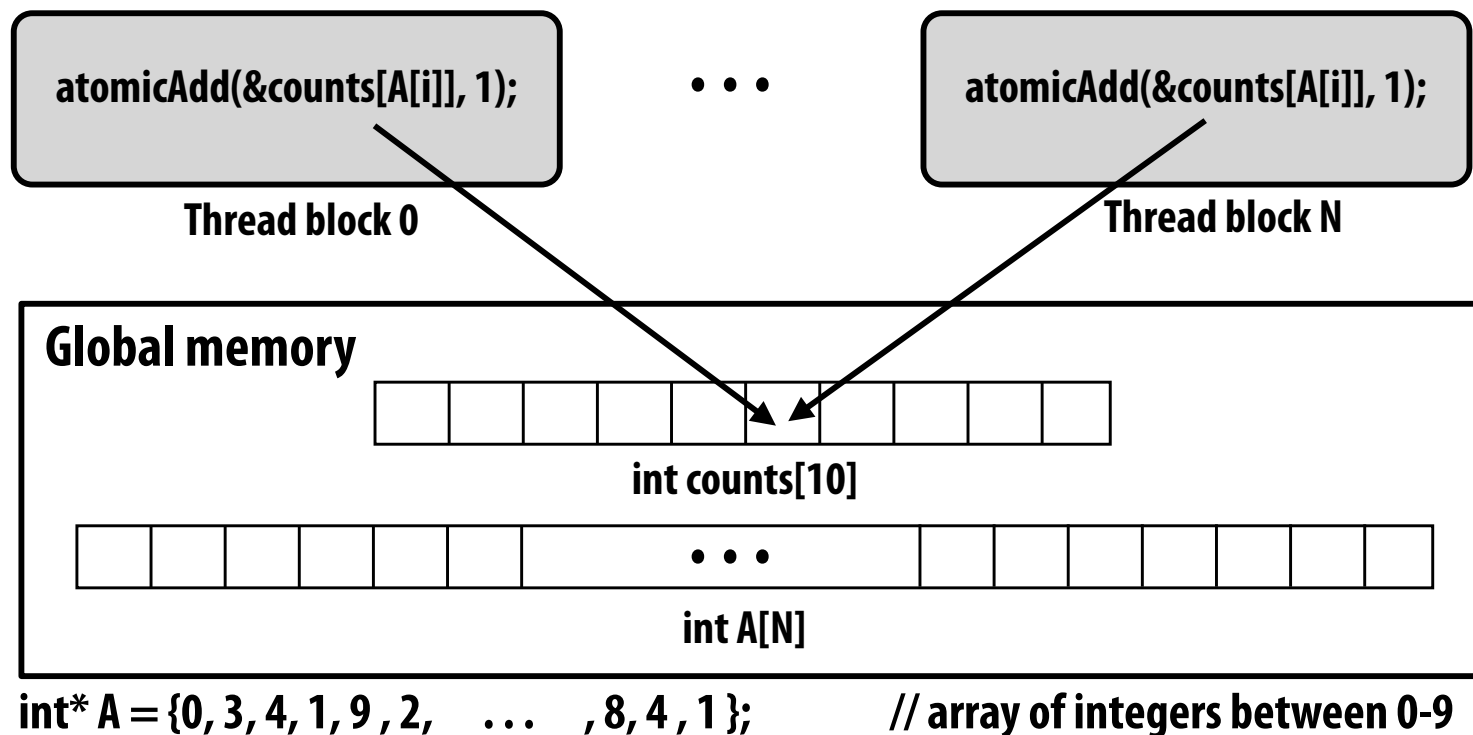 atomicAdd(&counts[A[i]], 1);
• • •
atomicAdd(&counts[A[i]], 1);
Thread block 0
Thread block N
Global memory
int counts[10]
• • •
int A[N]
int* A = {0, 3, 4, 1, 9 , 2, . . . , 8, 4 , 1 }; // array of integers between 0-9